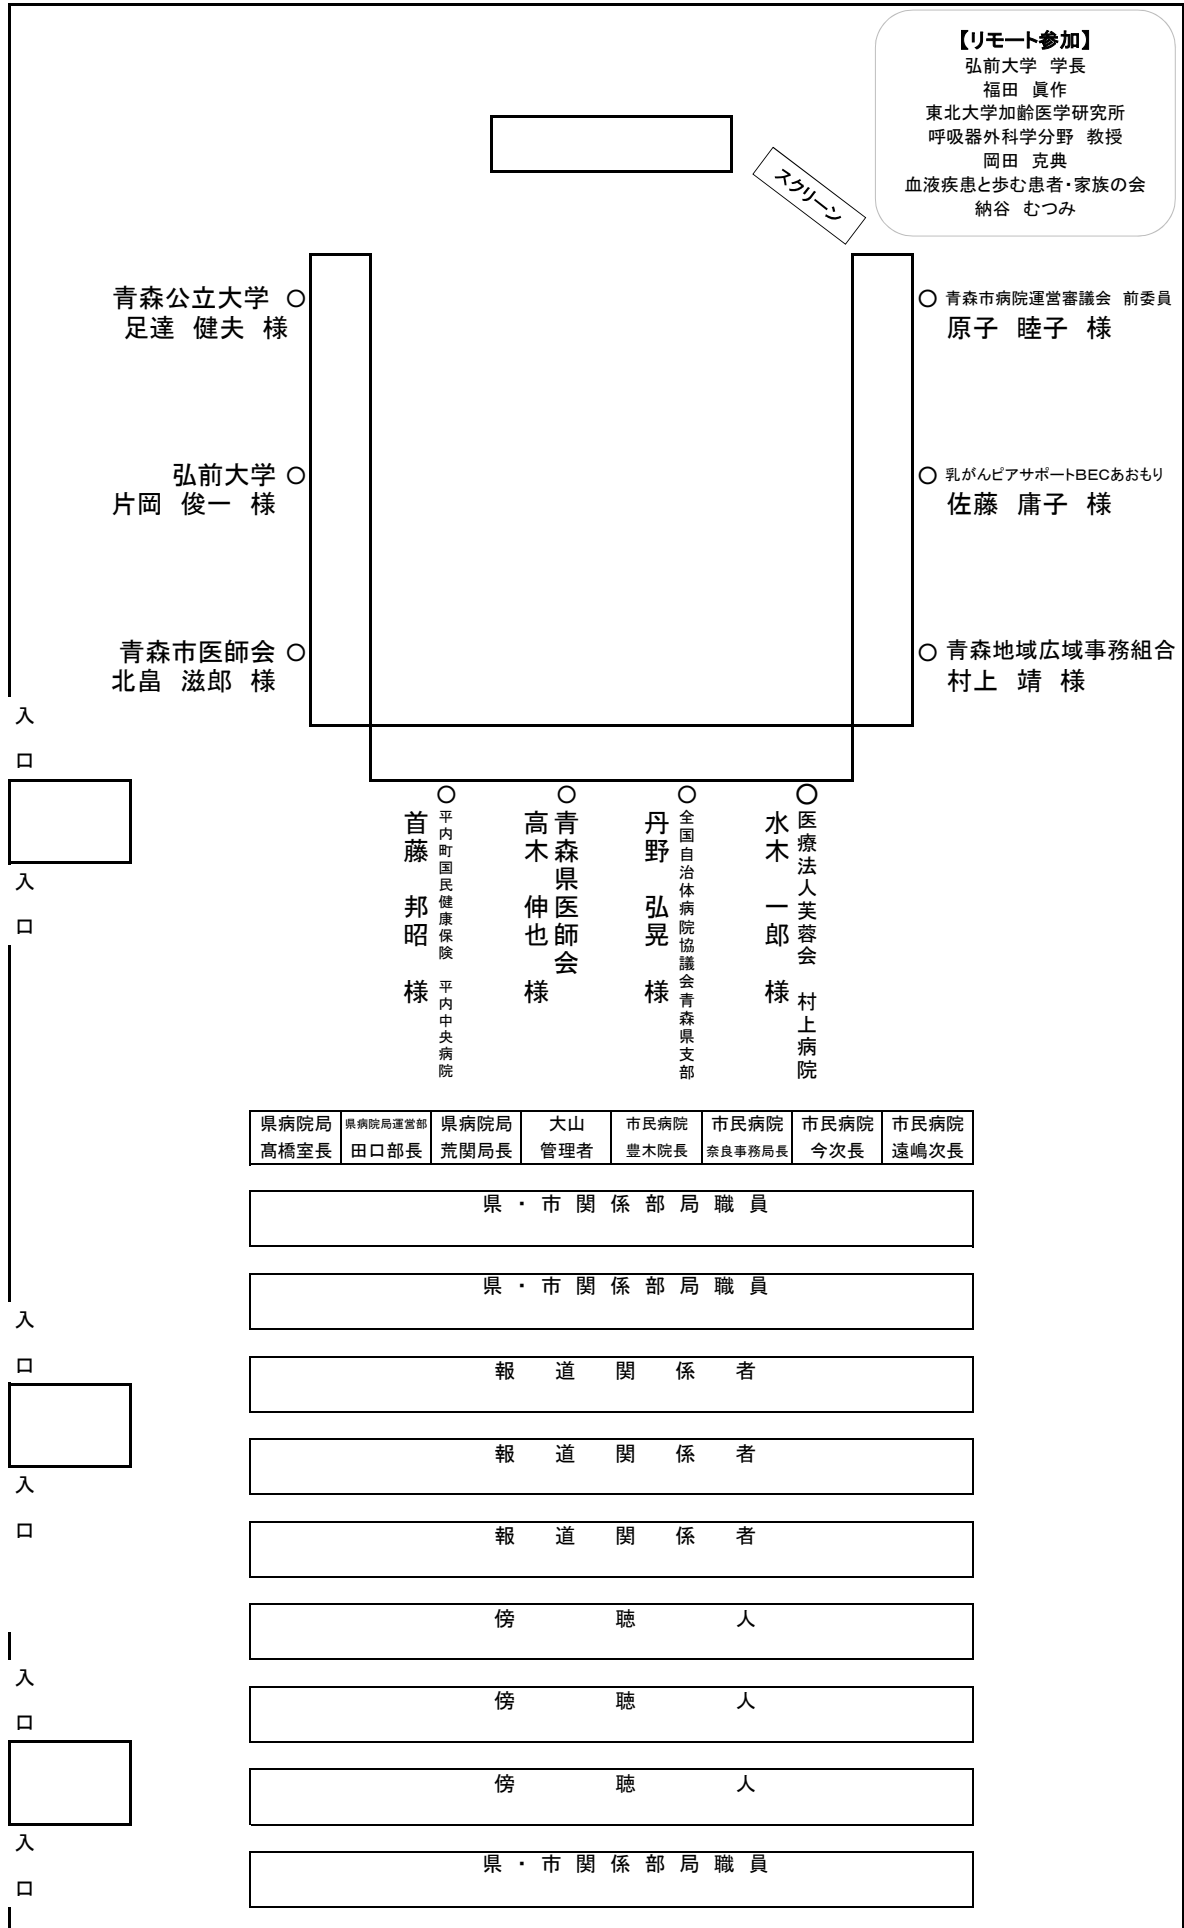 【リモート参加】
弘前大学　学長
福田　眞作
東北大学加齢医学研究所
呼吸器外科学分野　教授
岡田　克典
血液疾患と歩む患者・家族の会
納谷　むつみ
スクリーン
青森公立大学　○
足達　健夫　様
○　青森市病院運営審議会　前委員
原子　睦子　様
弘前大学　○
片岡　俊一　様
○　乳がんピアサポートBECあおもり
佐藤　庸子　様
青森市医師会　○
北畠　滋郎　様
○　青森地域広域事務組合
村上　靖　様
入
口
入
口
○　医療法人芙蓉会　村上病院
水木　一郎　様
○　全国自治体病院協議会青森県支部
丹野　弘晃　様
○　青森県医師会
高木　伸也　様
○　平内町国民健康保険　平内中央病院
首藤　邦昭　様
県病院局
髙橋室長
県病院局運営部
田口部長
県病院局
荒関局長
大山
管理者
市民病院
豊木院長
市民病院
奈良事務局長
市民病院
今次長
市民病院
遠嶋次長
県・市関係部局職員
県・市関係部局職員
入
口
報道関係者
報道関係者
入
口
報道関係者
傍聴人
入
口
傍聴人
傍聴人
入
口
県・市関係部局職員